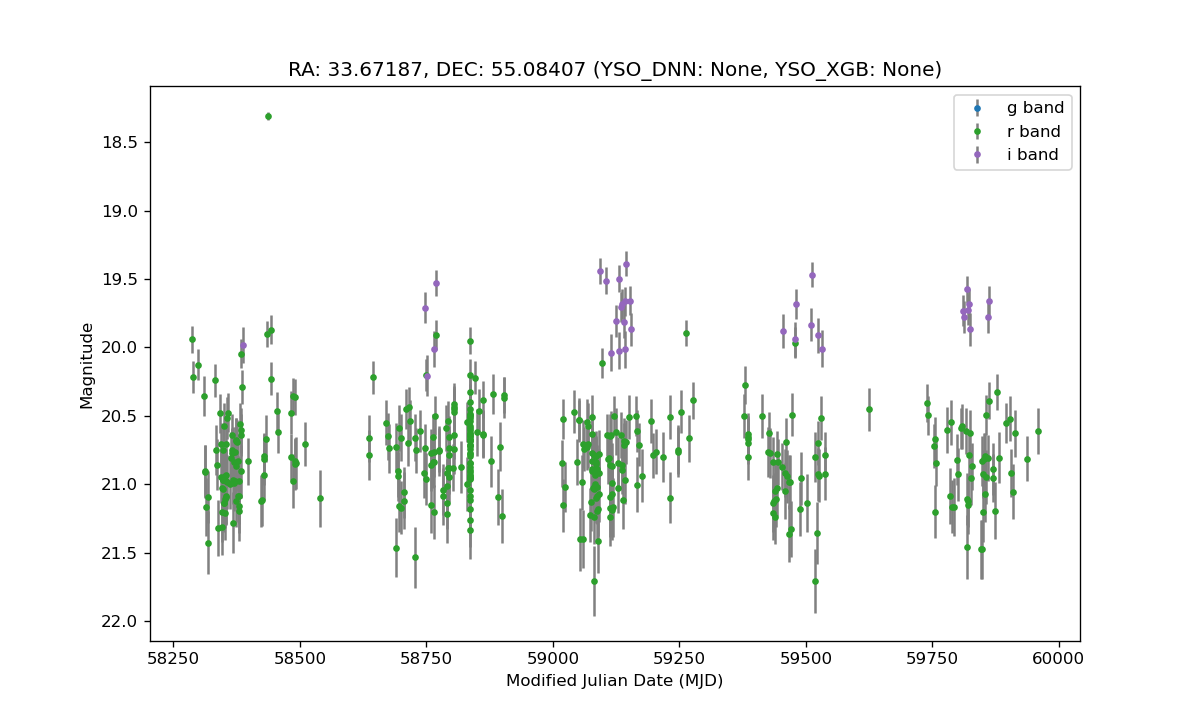 RA: 33.67187, DEC: 55.08407 (YSO_DNN: None, YSO_XGB: None)
g band
r band
i band
18.5
19.0
19.5
20.0
20.5
21.0
21.5
22.0
Magnitude
58250 58500 58750 59000 59250 59500 59750 60000
Modified Julian Date (MJD)